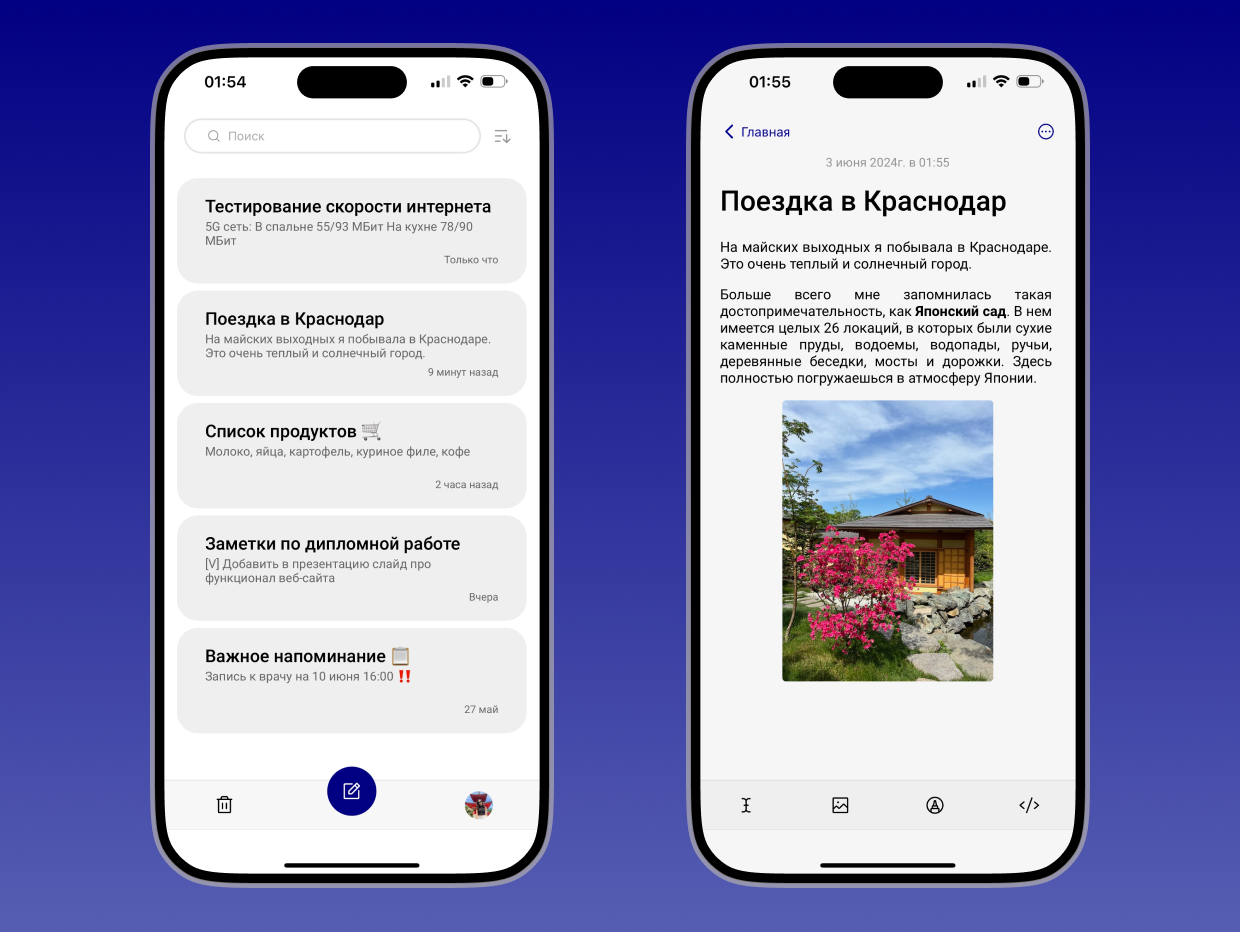 01:54
Поиск
Тестирование скорости интернета
5G сеть: В спальне 55/93 МБит На кухне 78/90
МБит
Только что
Поездка в Краснодар
На майских выходных я побывала в Краснодаре.
Это очень теплый и солнечный город.
9 минут назад
Список продуктов 🛒
Молоко, яйца, картофель, куриное филе, кофе
2 часа назад
Заметки по дипломной работе
[V] Добавить в презентацию слайд про
функционал веб-сайта
Вчера
Важное напоминание 📋
Запись к врачу на 10 июня 16:00 ‼️
27 май
01:55
Главная
3 июня 2024г. в 01:55
Поездка в Краснодар
На майских выходных я побывала в Краснодаре.
Это очень теплый и солнечный город.
Больше всего мне запомнилась такая
достопримечательность, как Японский сад. В нем
имеется целых 26 локаций, в которых были сухие
каменные пруды, водоемы, водопады, ручьи,
деревянные беседки, мосты и дорожки. Здесь
полностью погружаешься в атмосферу Японии.